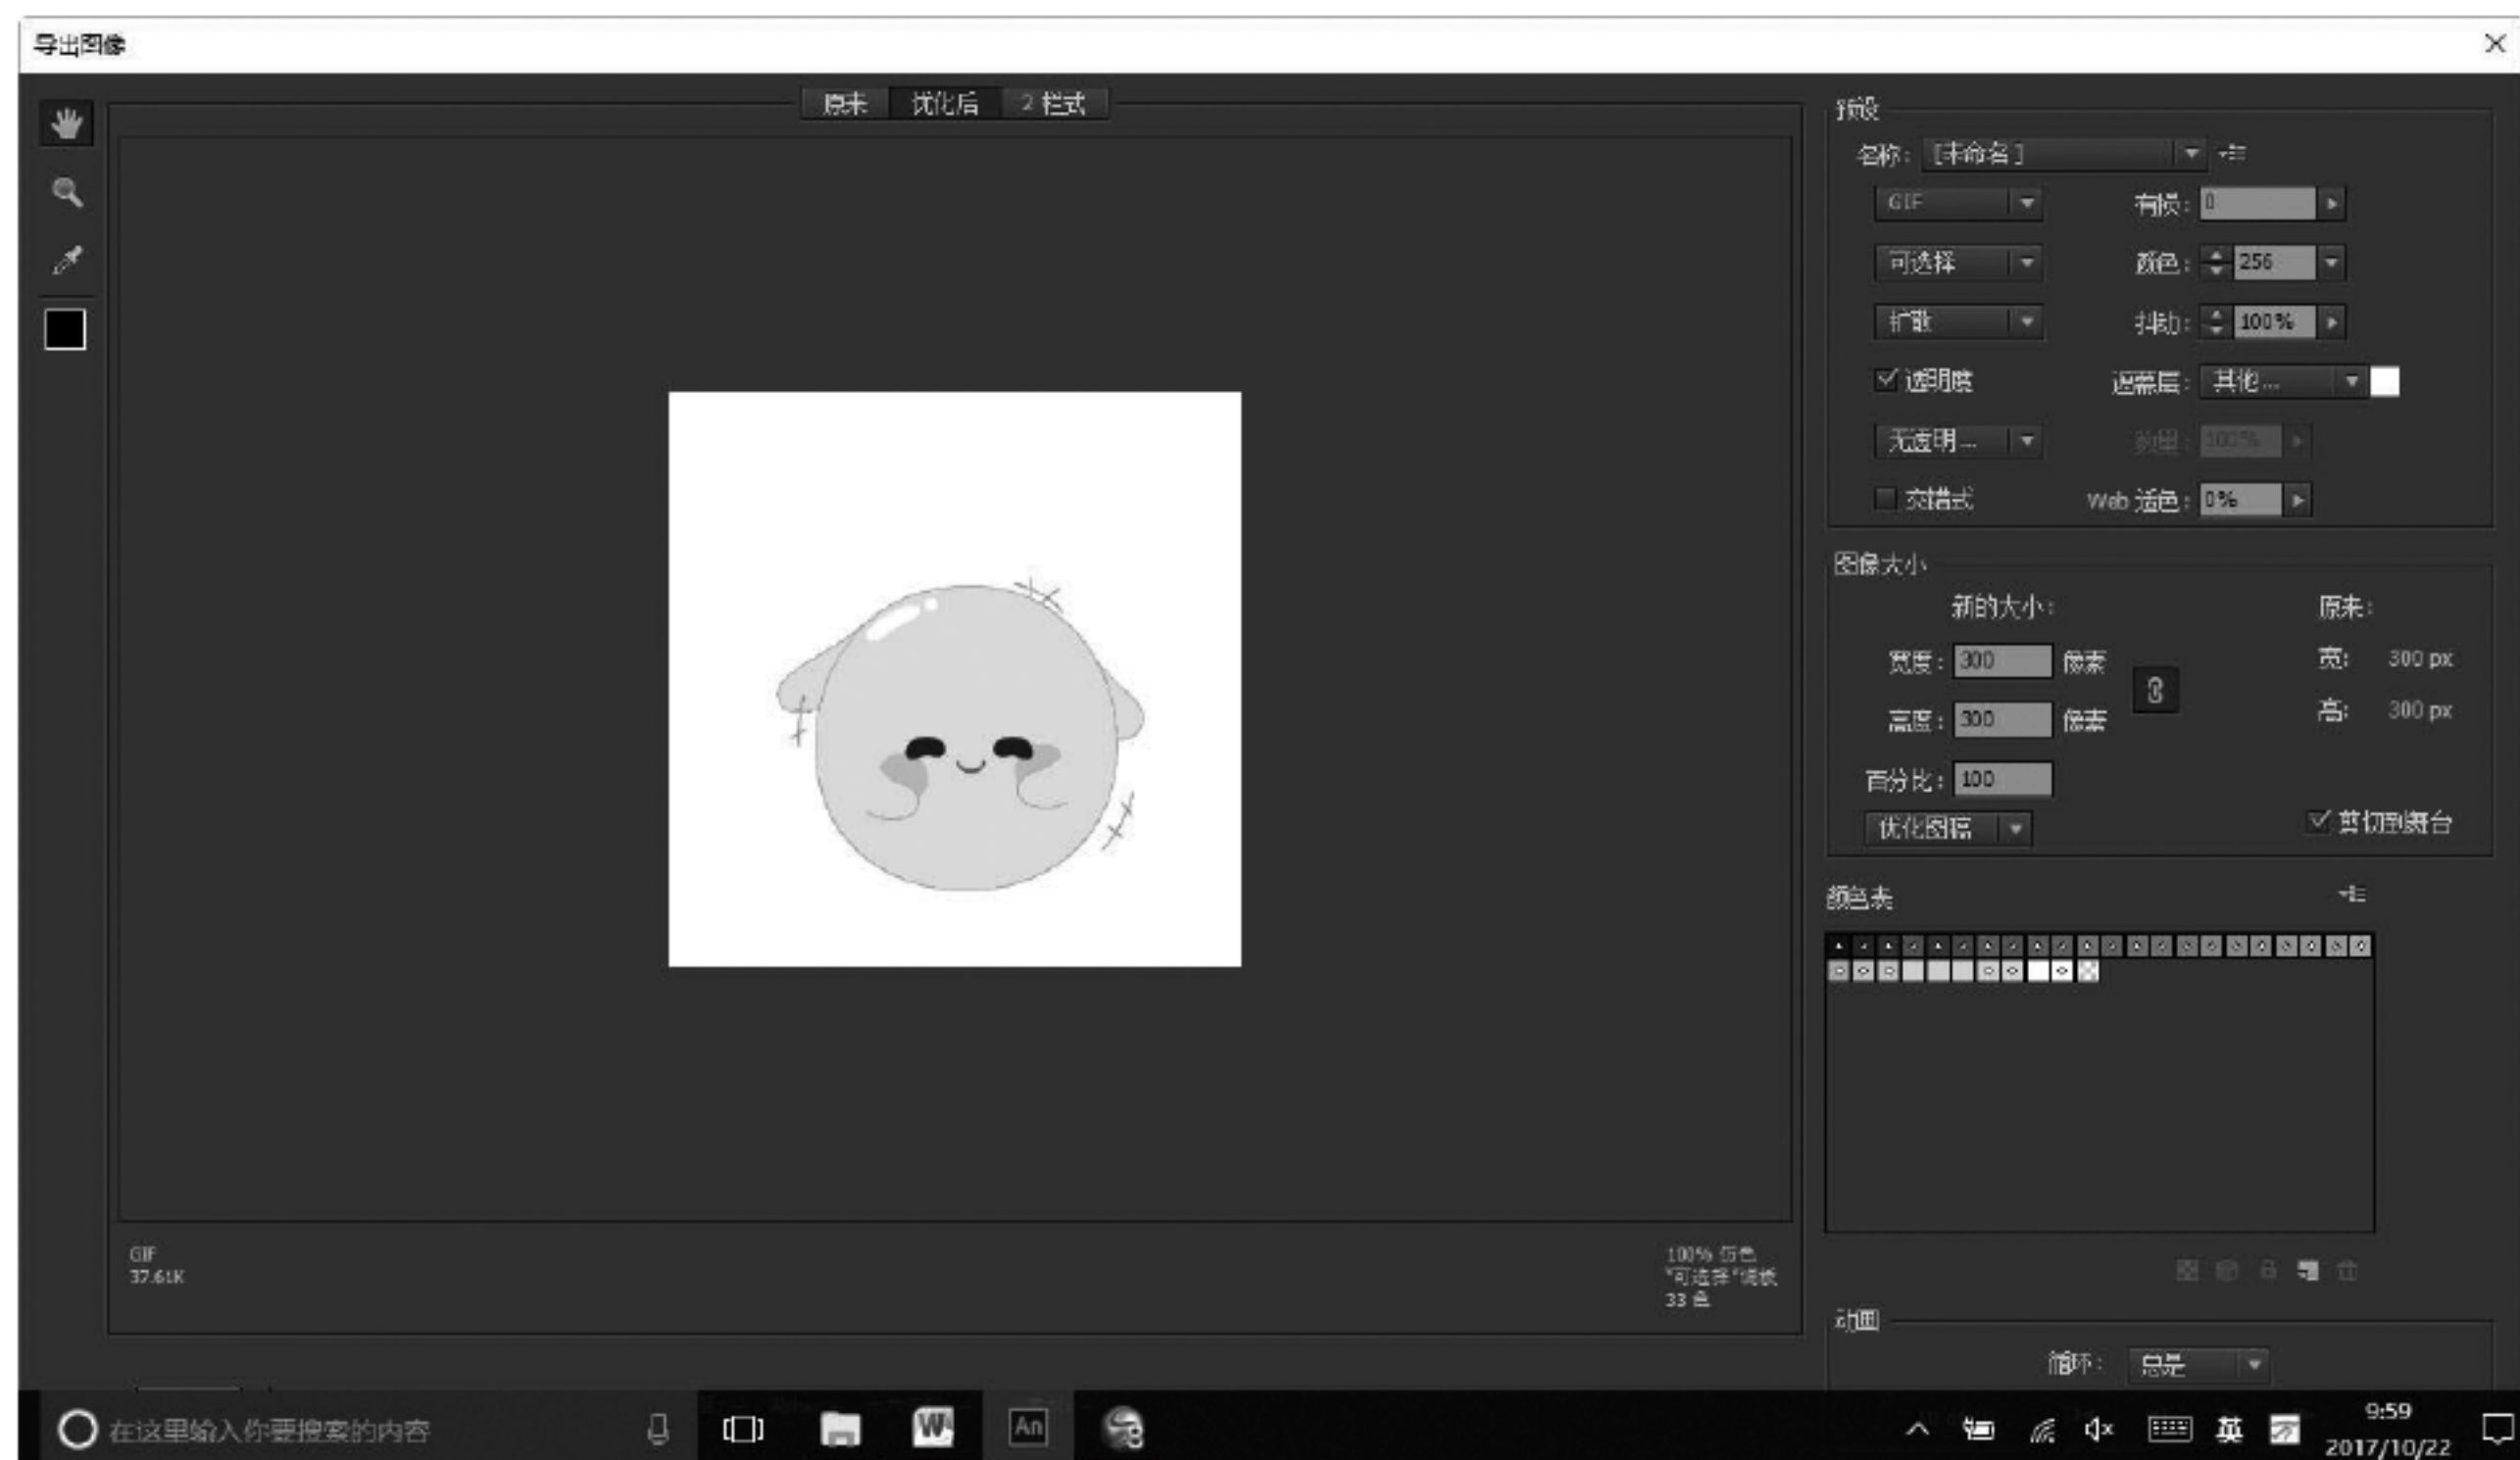 导出图像
原来 优化后 2 栏式
预设
名称: [未命名]
GIF 有损: 0
可选择 颜色: 256
扩散 抖动: 100%
透明度 遮蔽层: 其他...
无透明... 数量: 100%
交错式 Web 适色: 0%
图像大小
新的大小: 原来:
宽度: 300 像素 宽: 300 px
高度: 300 像素 高: 300 px
百分比: 100
优化图稿 剪切到舞台
颜色表
GIF
37.61K
100% 仿色
"可选择"调板
33 色
动画
循环: 总是
在这里输入你要搜索的内容
W
An
英
9:59
2017/10/22